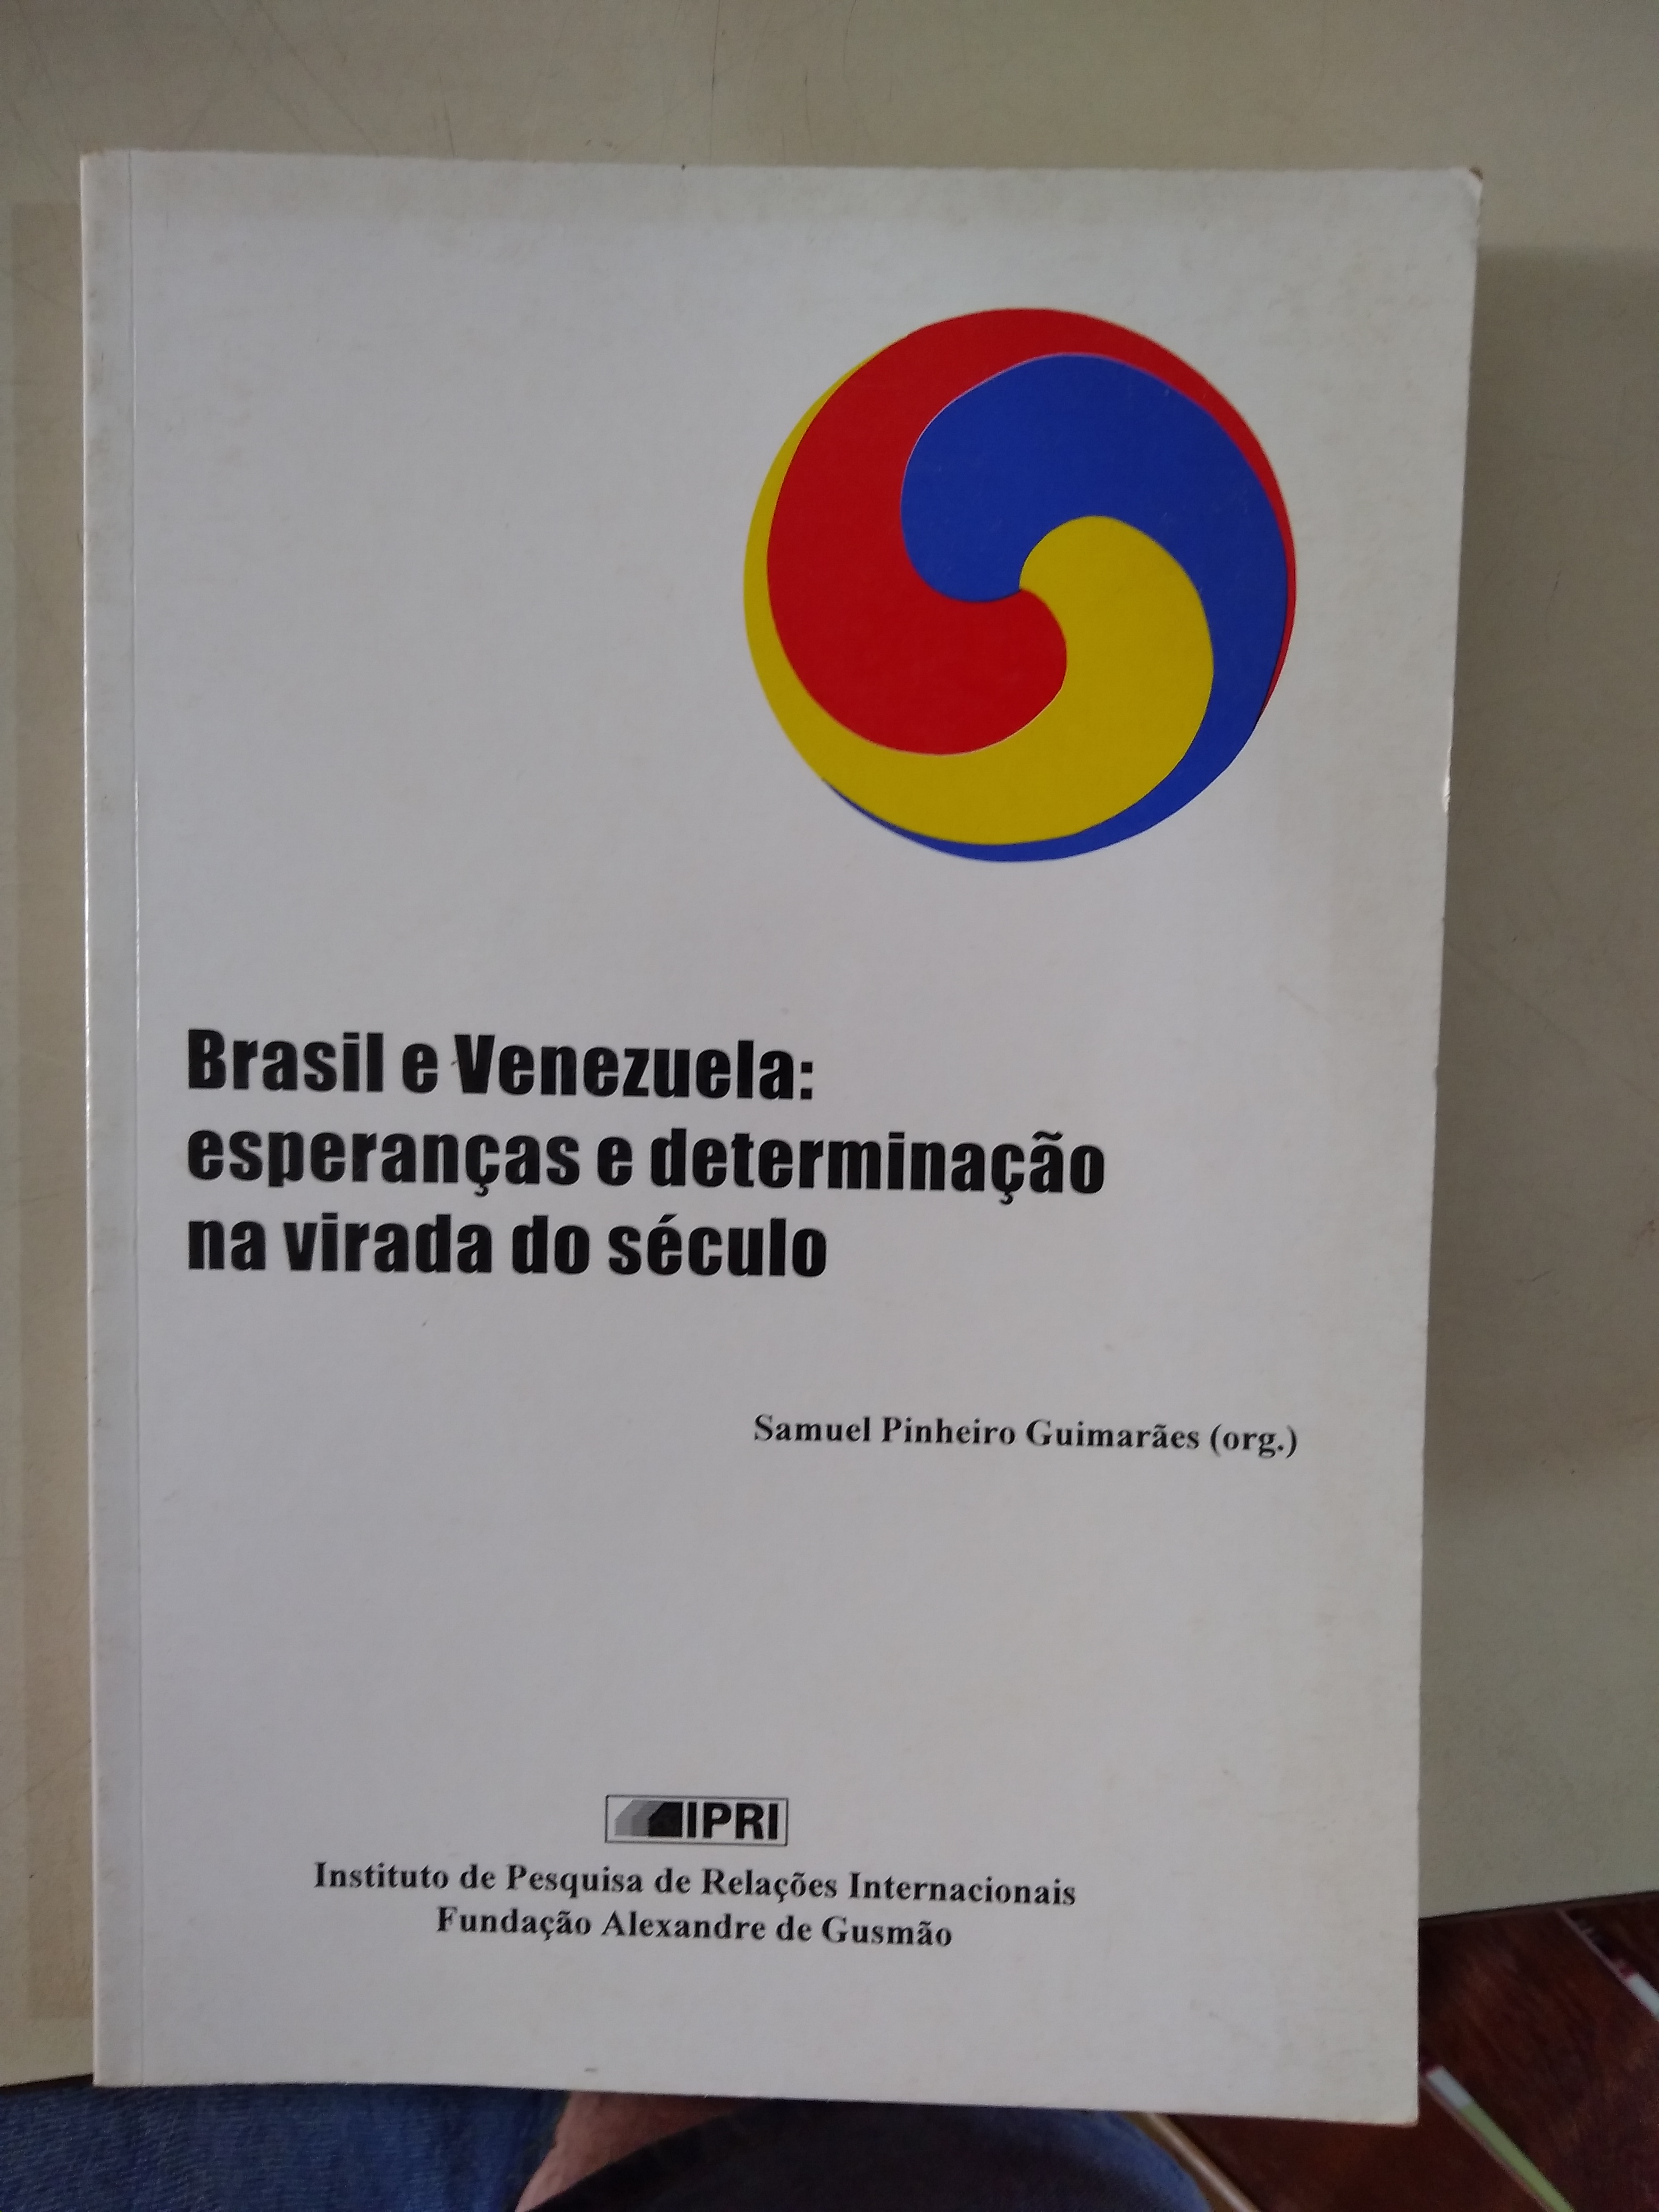 Brasil e Venezuela:
esperanças e determinação
na virada do século
Samuel Pinheiro Guimarães (org.)
IPRI
Instituto de Pesquisa de Relações Internacionais
Fundação Alexandre de Gusmão